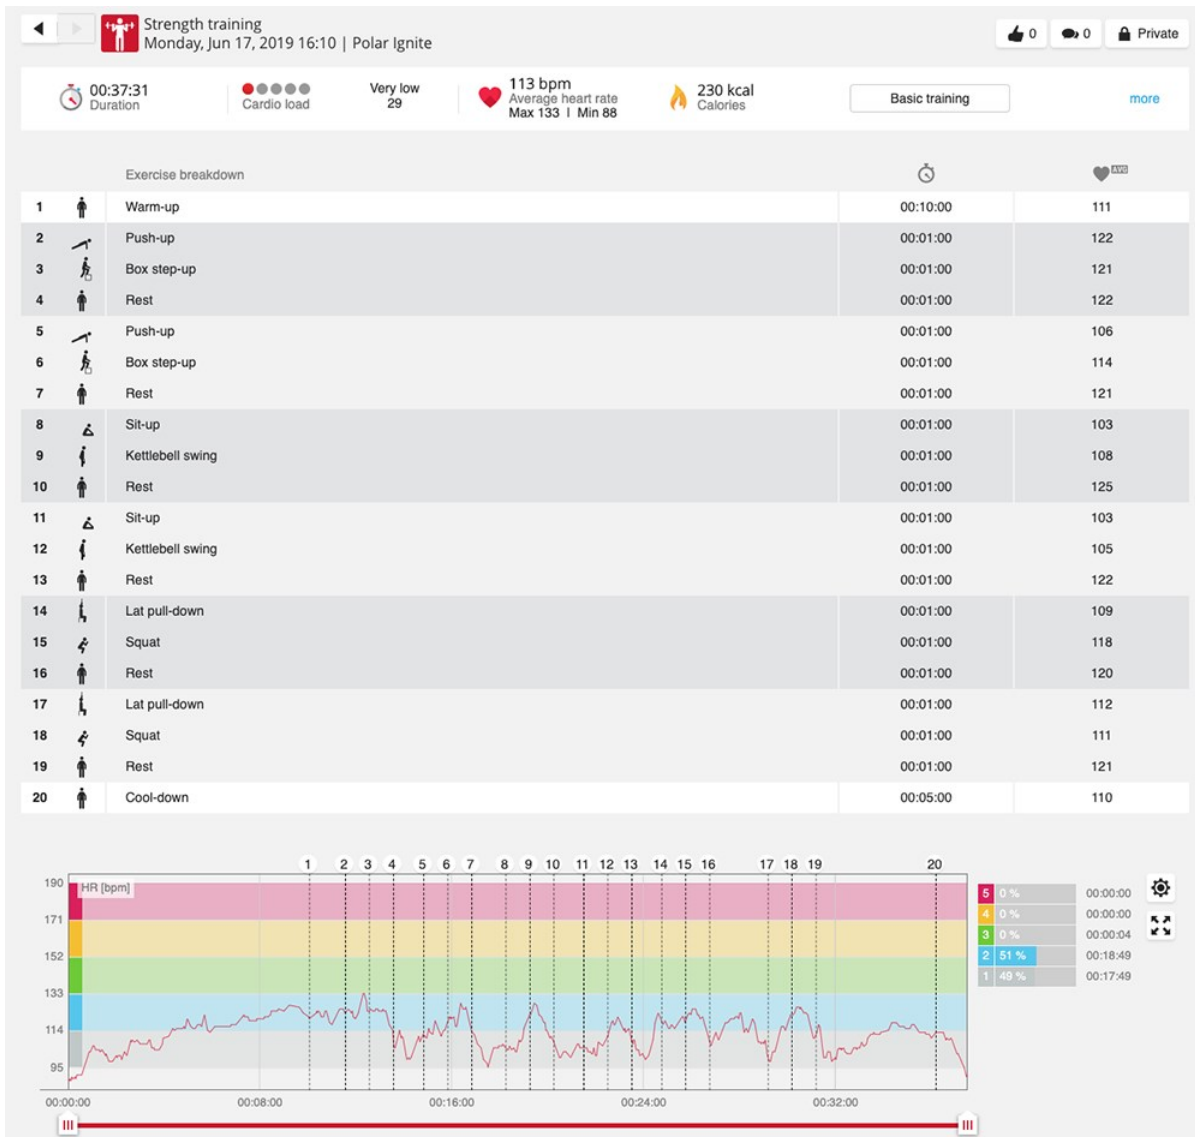 Strength training
Monday, Jun 17, 2019 16:10 | Polar Ignite
0
0
Private
00:37:31
Duration
Cardio load
Very low
29
113 bpm
Average heart rate
Max 133 | Min 88
230 kcal
Calories
Basic training
more
Exercise breakdown
AVG
1 Warm-up 00:10:00 111
2 Push-up 00:01:00 122
3 Box step-up 00:01:00 121
4 Rest 00:01:00 122
5 Push-up 00:01:00 106
6 Box step-up 00:01:00 114
7 Rest 00:01:00 121
8 Sit-up 00:01:00 103
9 Kettlebell swing 00:01:00 108
10 Rest 00:01:00 125
11 Sit-up 00:01:00 103
12 Kettlebell swing 00:01:00 105
13 Rest 00:01:00 122
14 Lat pull-down 00:01:00 109
15 Squat 00:01:00 118
16 Rest 00:01:00 120
17 Lat pull-down 00:01:00 112
18 Squat 00:01:00 111
19 Rest 00:01:00 121
20 Cool-down 00:05:00 110
1 2 3 4 5 6 7 8 9 10 11 12 13 14 15 16 17 18 19 20
HR [bpm]
190
171
152
133
114
95
00:00:00 00:08:00 00:16:00 00:24:00 00:32:00
5 0 % 00:00:00
4 0 % 00:00:00
3 0 % 00:00:04
2 51 % 00:18:49
1 49 % 00:17:49